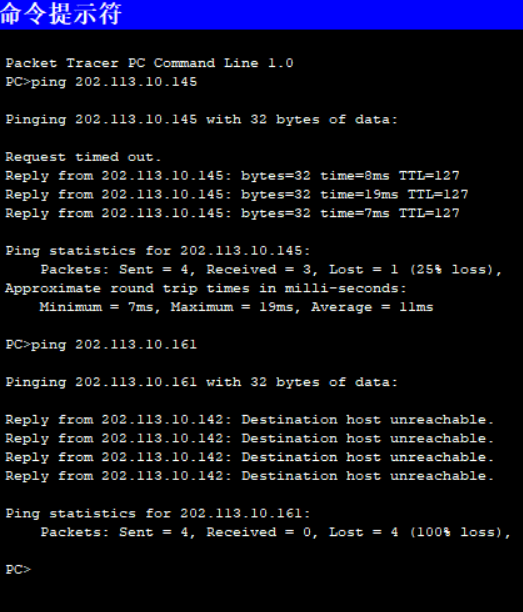 命令提示符
Packet Tracer PC Command Line 1.0
PC>ping 202.113.10.145
Pinging 202.113.10.145 with 32 bytes of data:
Request timed out.
Reply from 202.113.10.145: bytes=32 time=8ms TTL=127
Reply from 202.113.10.145: bytes=32 time=19ms TTL=127
Reply from 202.113.10.145: bytes=32 time=7ms TTL=127
Ping statistics for 202.113.10.145:
Packets: Sent = 4, Received = 3, Lost = 1 (25% loss),
Approximate round trip times in milli-seconds:
Minimum = 7ms, Maximum = 19ms, Average = 11ms
PC>ping 202.113.10.161
Pinging 202.113.10.161 with 32 bytes of data:
Reply from 202.113.10.142: Destination host unreachable.
Reply from 202.113.10.142: Destination host unreachable.
Reply from 202.113.10.142: Destination host unreachable.
Reply from 202.113.10.142: Destination host unreachable.
Ping statistics for 202.113.10.161:
Packets: Sent = 4, Received = 0, Lost = 4 (100% loss),
PC>